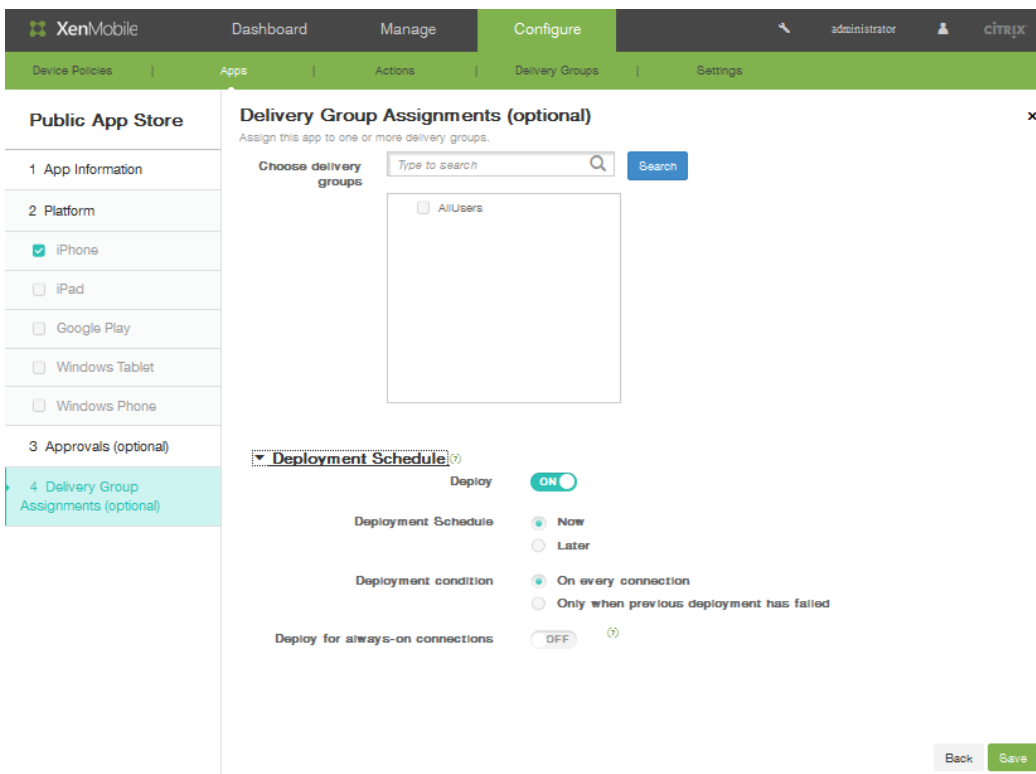 XenMobile Dashboard Manage Configure administrator CİTRIX
Device Policies | Apps | Actions | Delivery Groups | Settings
Public App Store
1 App Information
2 Platform
iPhone
iPad
Google Play
Windows Tablet
Windows Phone
3 Approvals (optional)
4 Delivery Group
Assignments (optional)
Delivery Group Assignments (optional) x
Assign this app to one or more delivery groups.
Choose delivery
groups
Type to search
Search
AllUsers
Deployment Schedule (?)
Deploy ON
Deployment Schedule Now
Later
Deployment condition On every connection
Only when previous deployment has failed
Deploy for always-on connections OFF (?)
Back Save